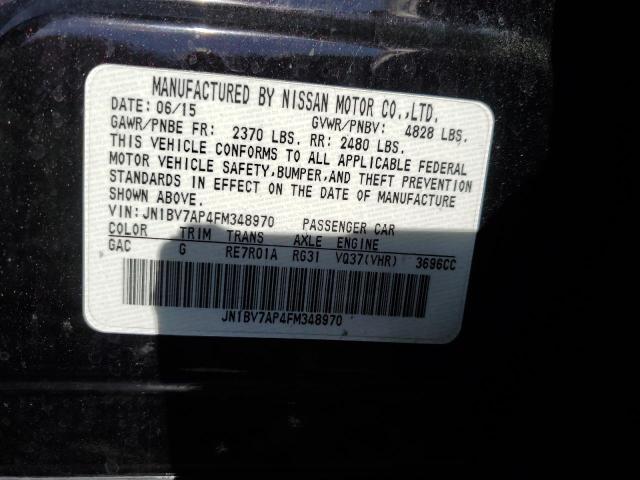 MANUFACTURED BY NISSAN MOTOR CO.,LTD.
DATE: 06/15 GVWR/PNBV: 4828 LBS.
GAWR/PNBE FR: 2370 LBS. RR: 2480 LBS.
THIS VEHICLE CONFORMS TO ALL APPLICABLE FEDERAL
MOTOR VEHICLE SAFETY,BUMPER,AND THEFT PREVENTION
STANDARDS IN EFFECT ON THE DATE OF MANUFACTURE
SHOWN ABOVE.
VIN:JN1BV7AP4FM348970 PASSENGER CAR
COLOR TRIM TRANS AXLE ENGINE
GAC G RE7R01A RG31 VQ37(VHR) 3696CC
JN1BV7AP4FM348970